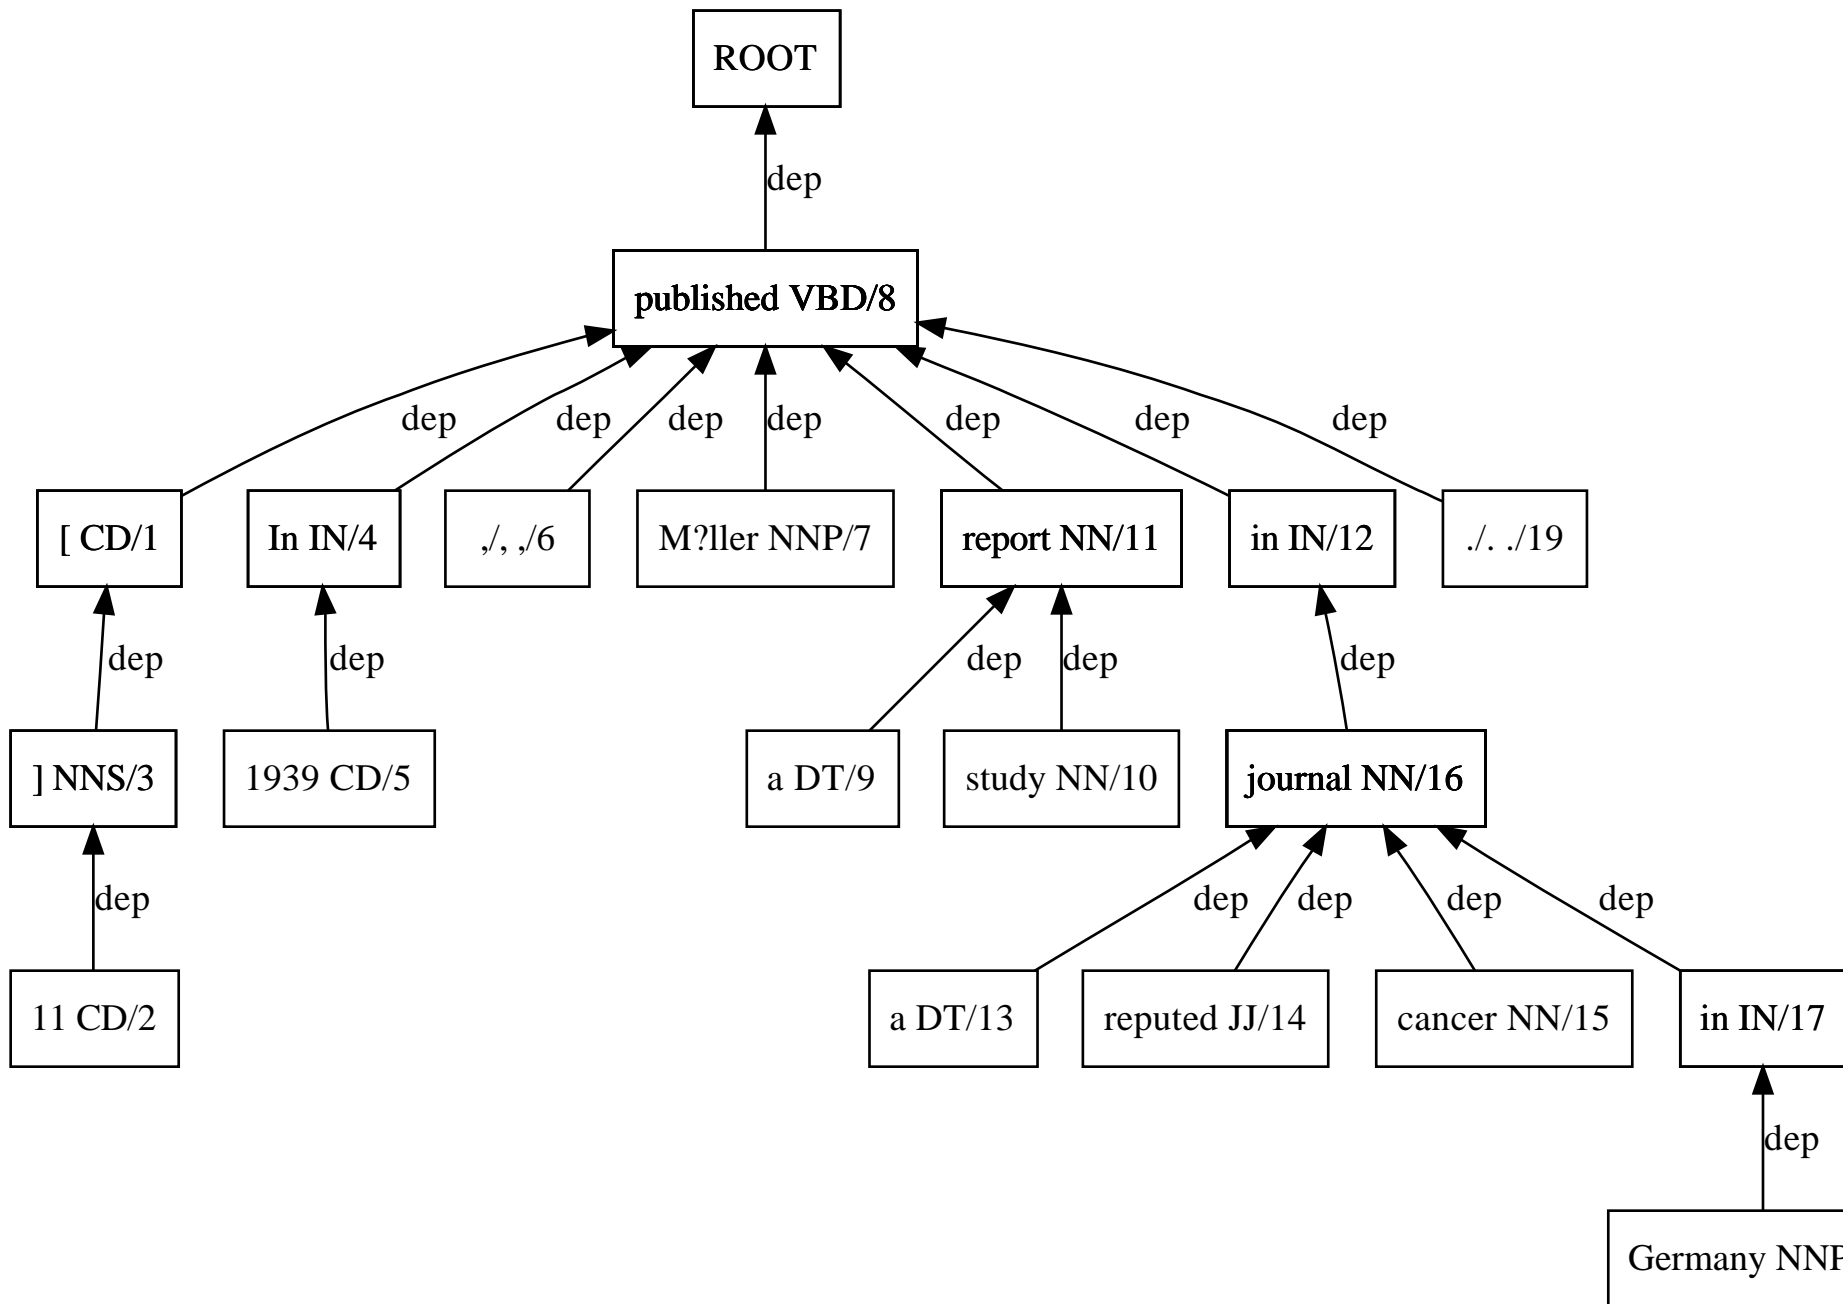 ROOT
dep
published VBD/8
dep dep dep dep dep dep dep
[ CD/1 In IN/4 ,/, ,/6 M?ller NNP/7 report NN/11 in IN/12 ./. ./19
dep dep dep dep dep
] NNS/3 1939 CD/5 a DT/9 study NN/10 journal NN/16
dep dep dep dep dep
11 CD/2 a DT/13 reputed JJ/14 cancer NN/15 in IN/17
dep
Germany NNP